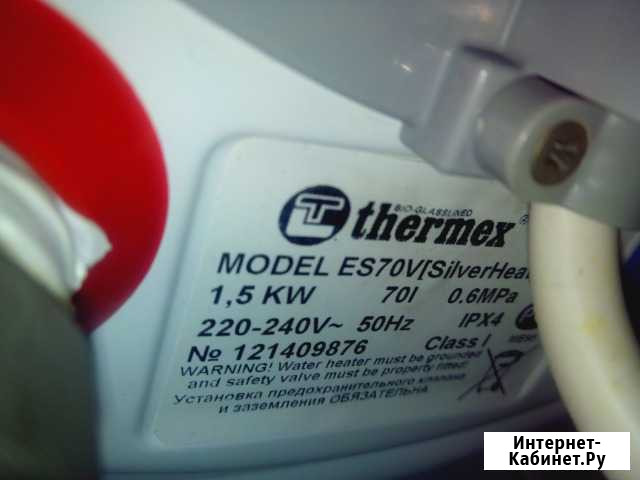 BIO-GLASSLINED
thermex®
MODEL ES70V[SilverHea
1,5 KW 70l 0.6MPa
220-240V~ 50Hz IPX4
№ 121409876 Class I
WARNING! Water heater must be grounded
and safety valve must be properly fitted!
Установка предохранительного клапана
и заземления ОБЯЗАТЕЛЬНА
Интернет-
Кабинет.Ру